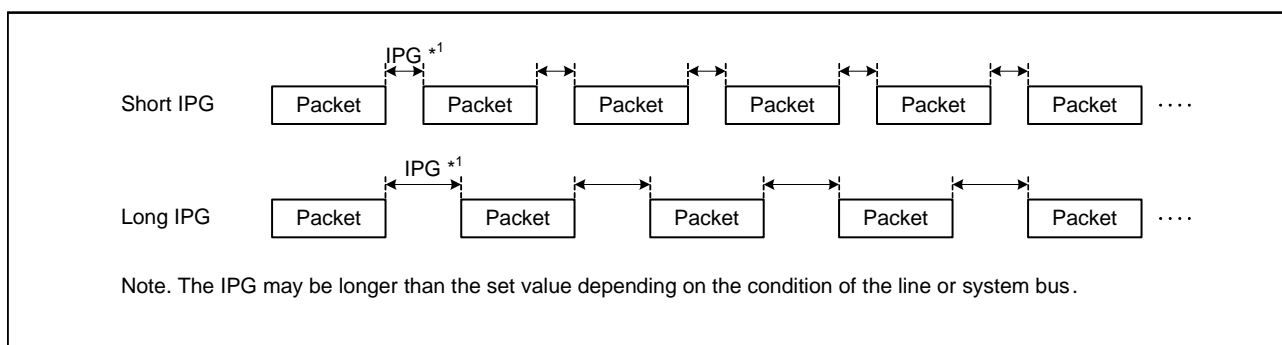 IPG *1
Short IPG Packet Packet Packet Packet Packet Packet ····
IPG *1
Long IPG Packet Packet Packet Packet Packet ····
Note. The IPG may be longer than the set value depending on the condition of the line or system bus.